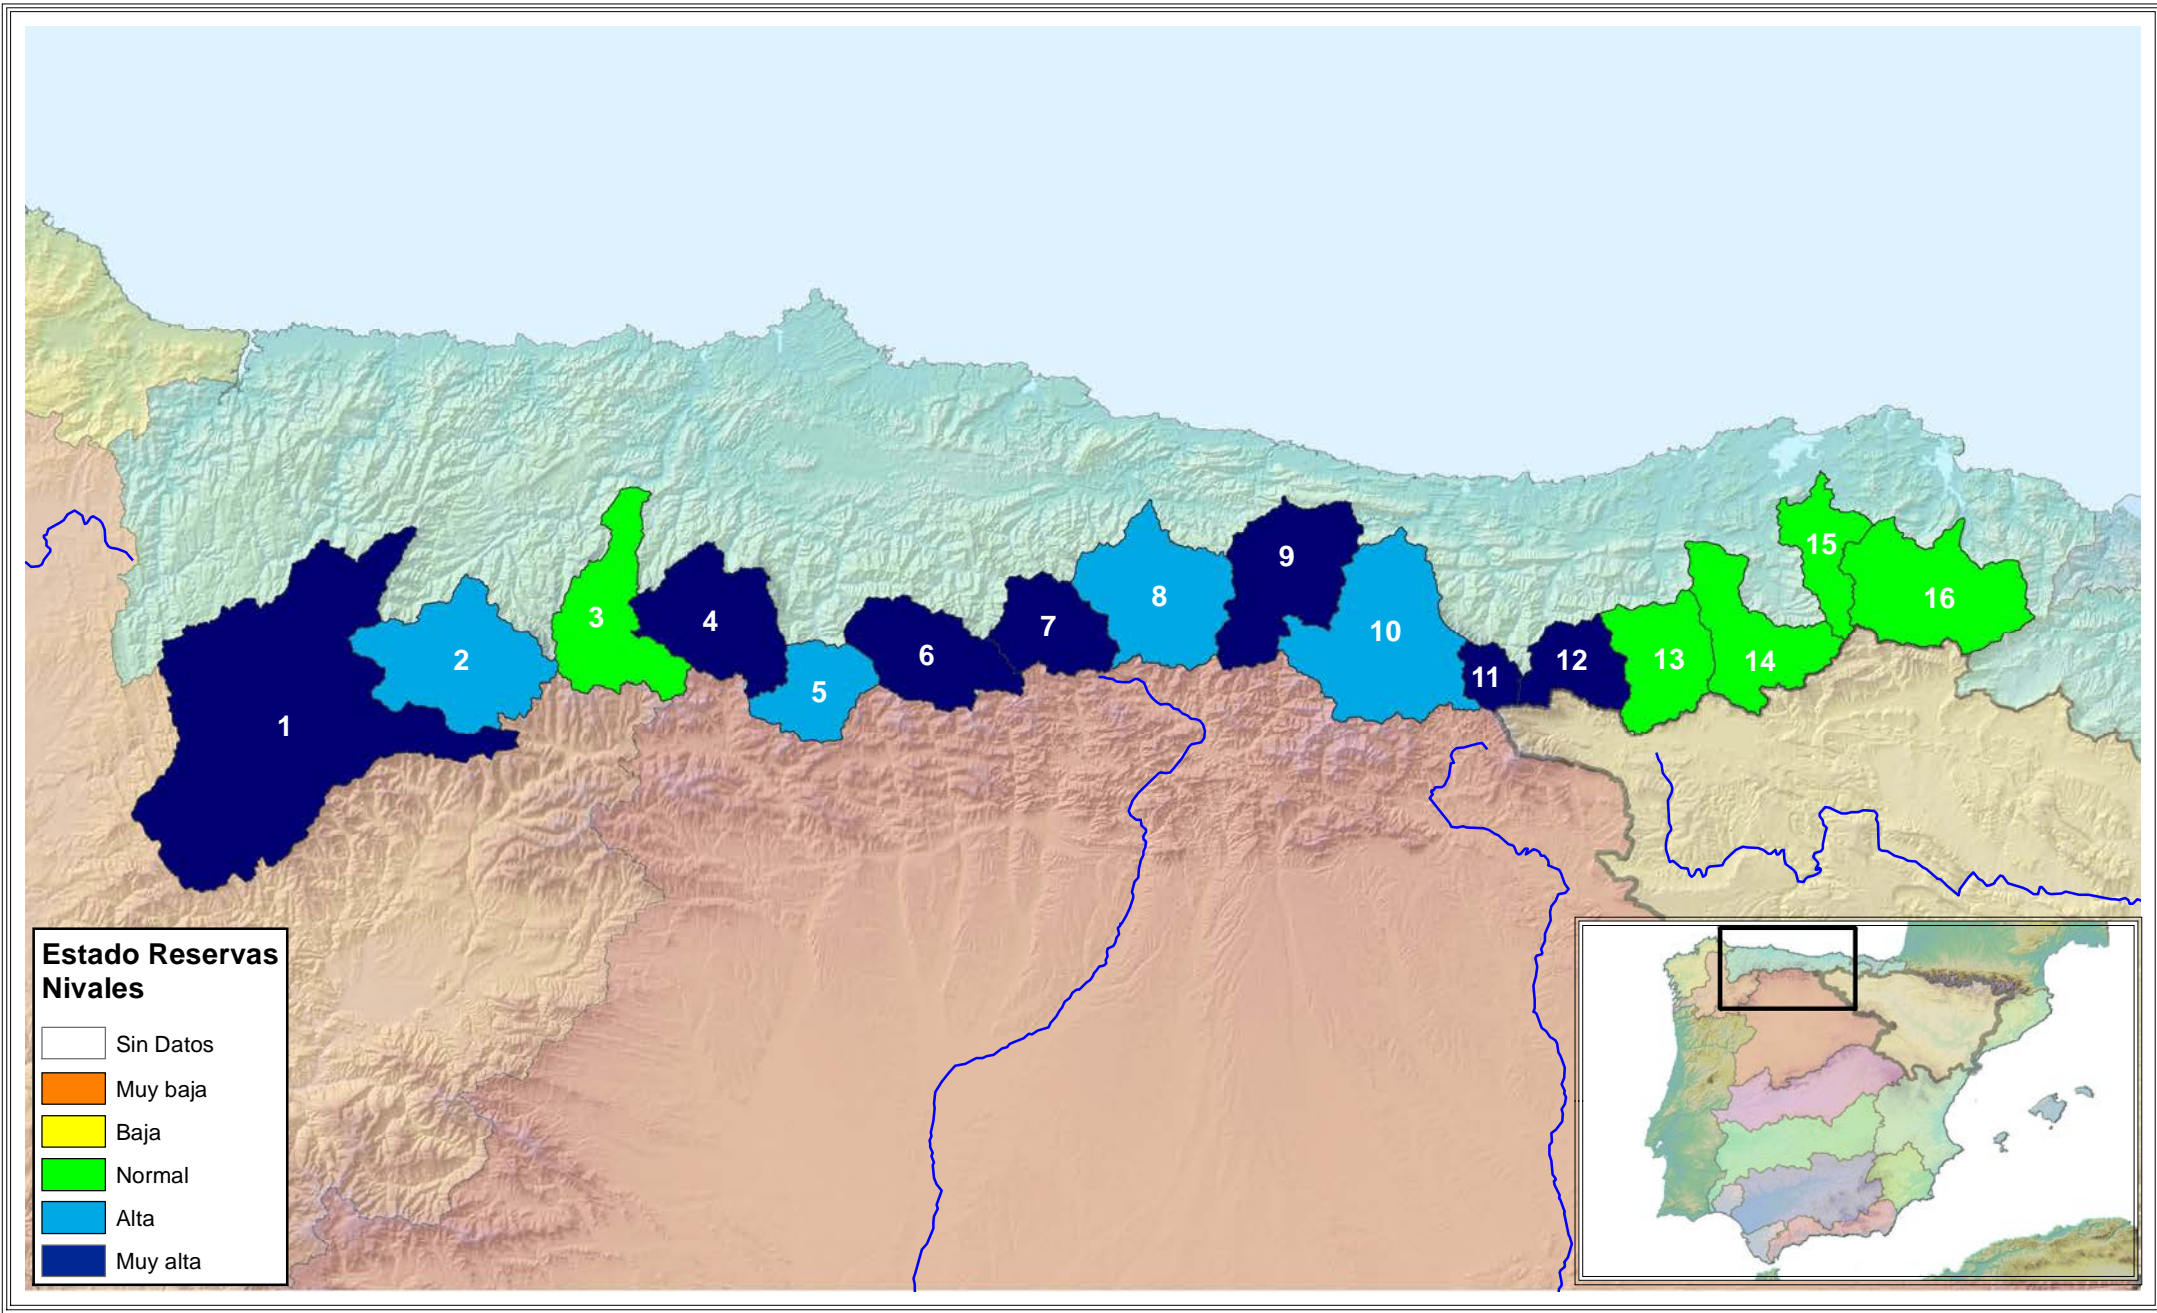 15
9
16
8
3
4
7
10
6
2
13
14
12
11
5
1
Estado Reservas
Nivales
Sin Datos
Muy baja
Baja
Normal
Alta
Muy alta